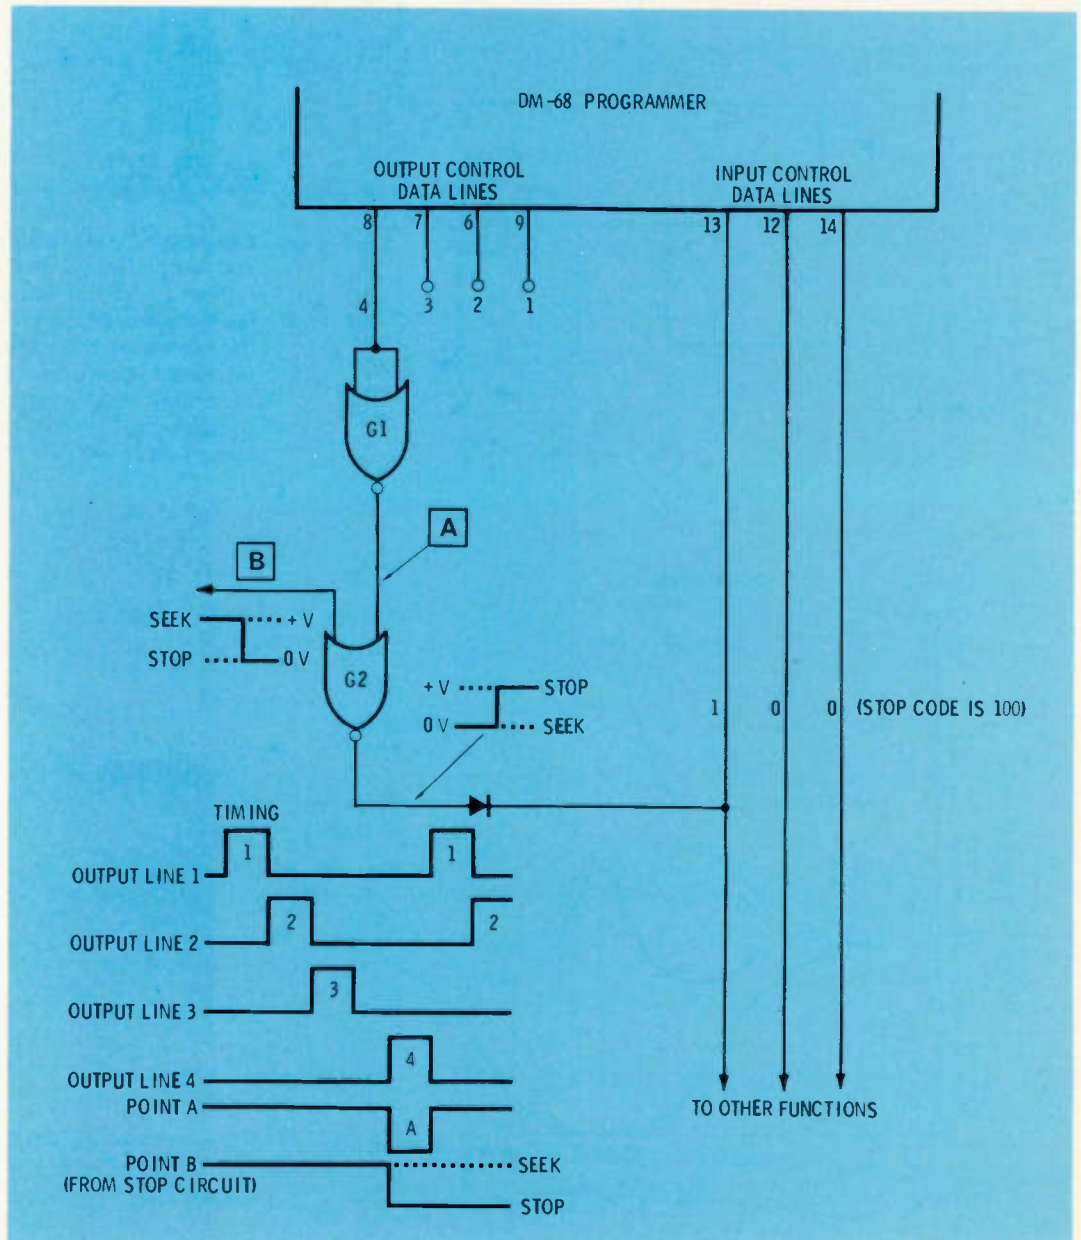 DM-68 PROGRAMMER
OUTPUT CONTROL
DATA LINES
INPUT CONTROL
DATA LINES
8 7 6 9 13 12 14
4 3 2 1
G1
A
B
SEEK + V
STOP 0 V
G2
+ V STOP
0 V SEEK
1 0 0 (STOP CODE IS 100)
TIMING
OUTPUT LINE 1 1 1
OUTPUT LINE 2 2 2
OUTPUT LINE 3 3
OUTPUT LINE 4 4
POINT A A
TO OTHER FUNCTIONS
POINT B SEEK
(FROM STOP CIRCUIT) STOP